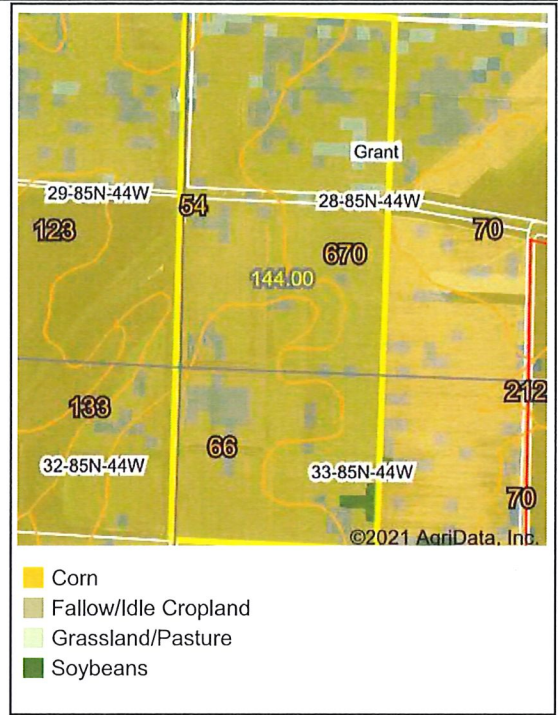 Grant
29-85N-44W
54
28-85N-44W
123
70
670
144.00
212
133
66
32-85N-44W
33-85N-44W
70
©2021 AgriData, Inc.
Corn
Fallow/Idle Cropland
Grassland/Pasture
Soybeans